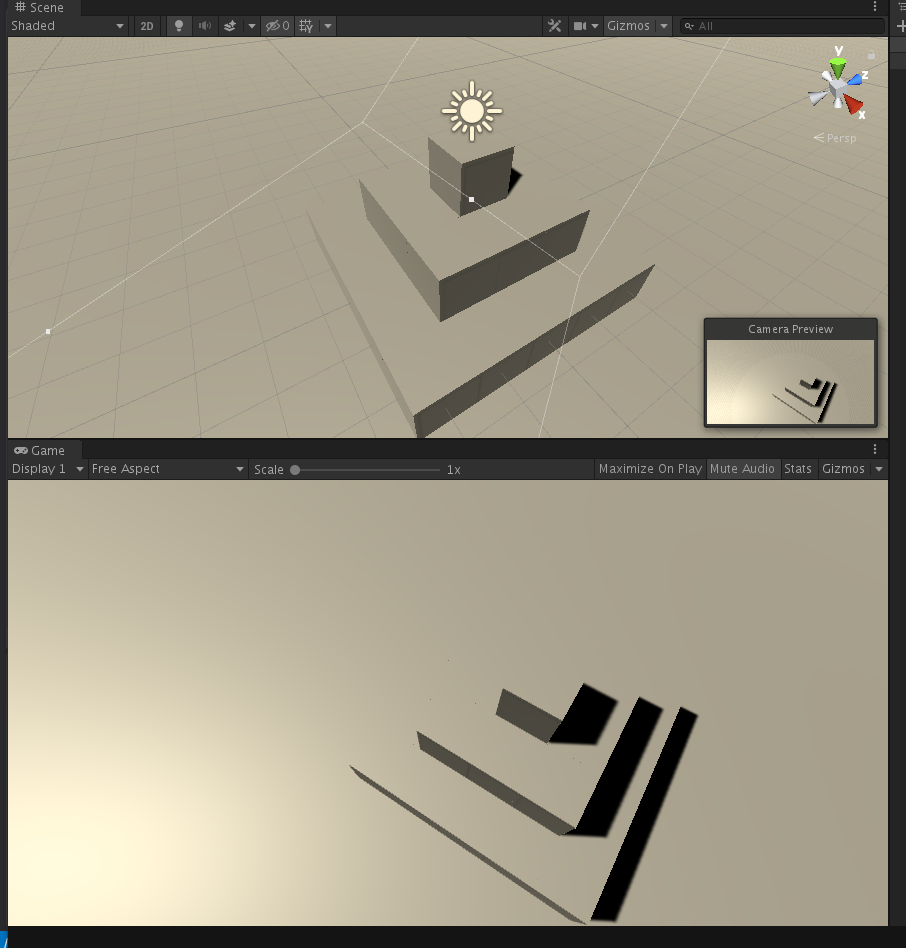 Scene
Shaded 2D 0 Gizmos All
y
z
x
Persp
Camera Preview
Game
Display 1 Free Aspect Scale 1x Maximize On Play Mute Audio Stats Gizmos